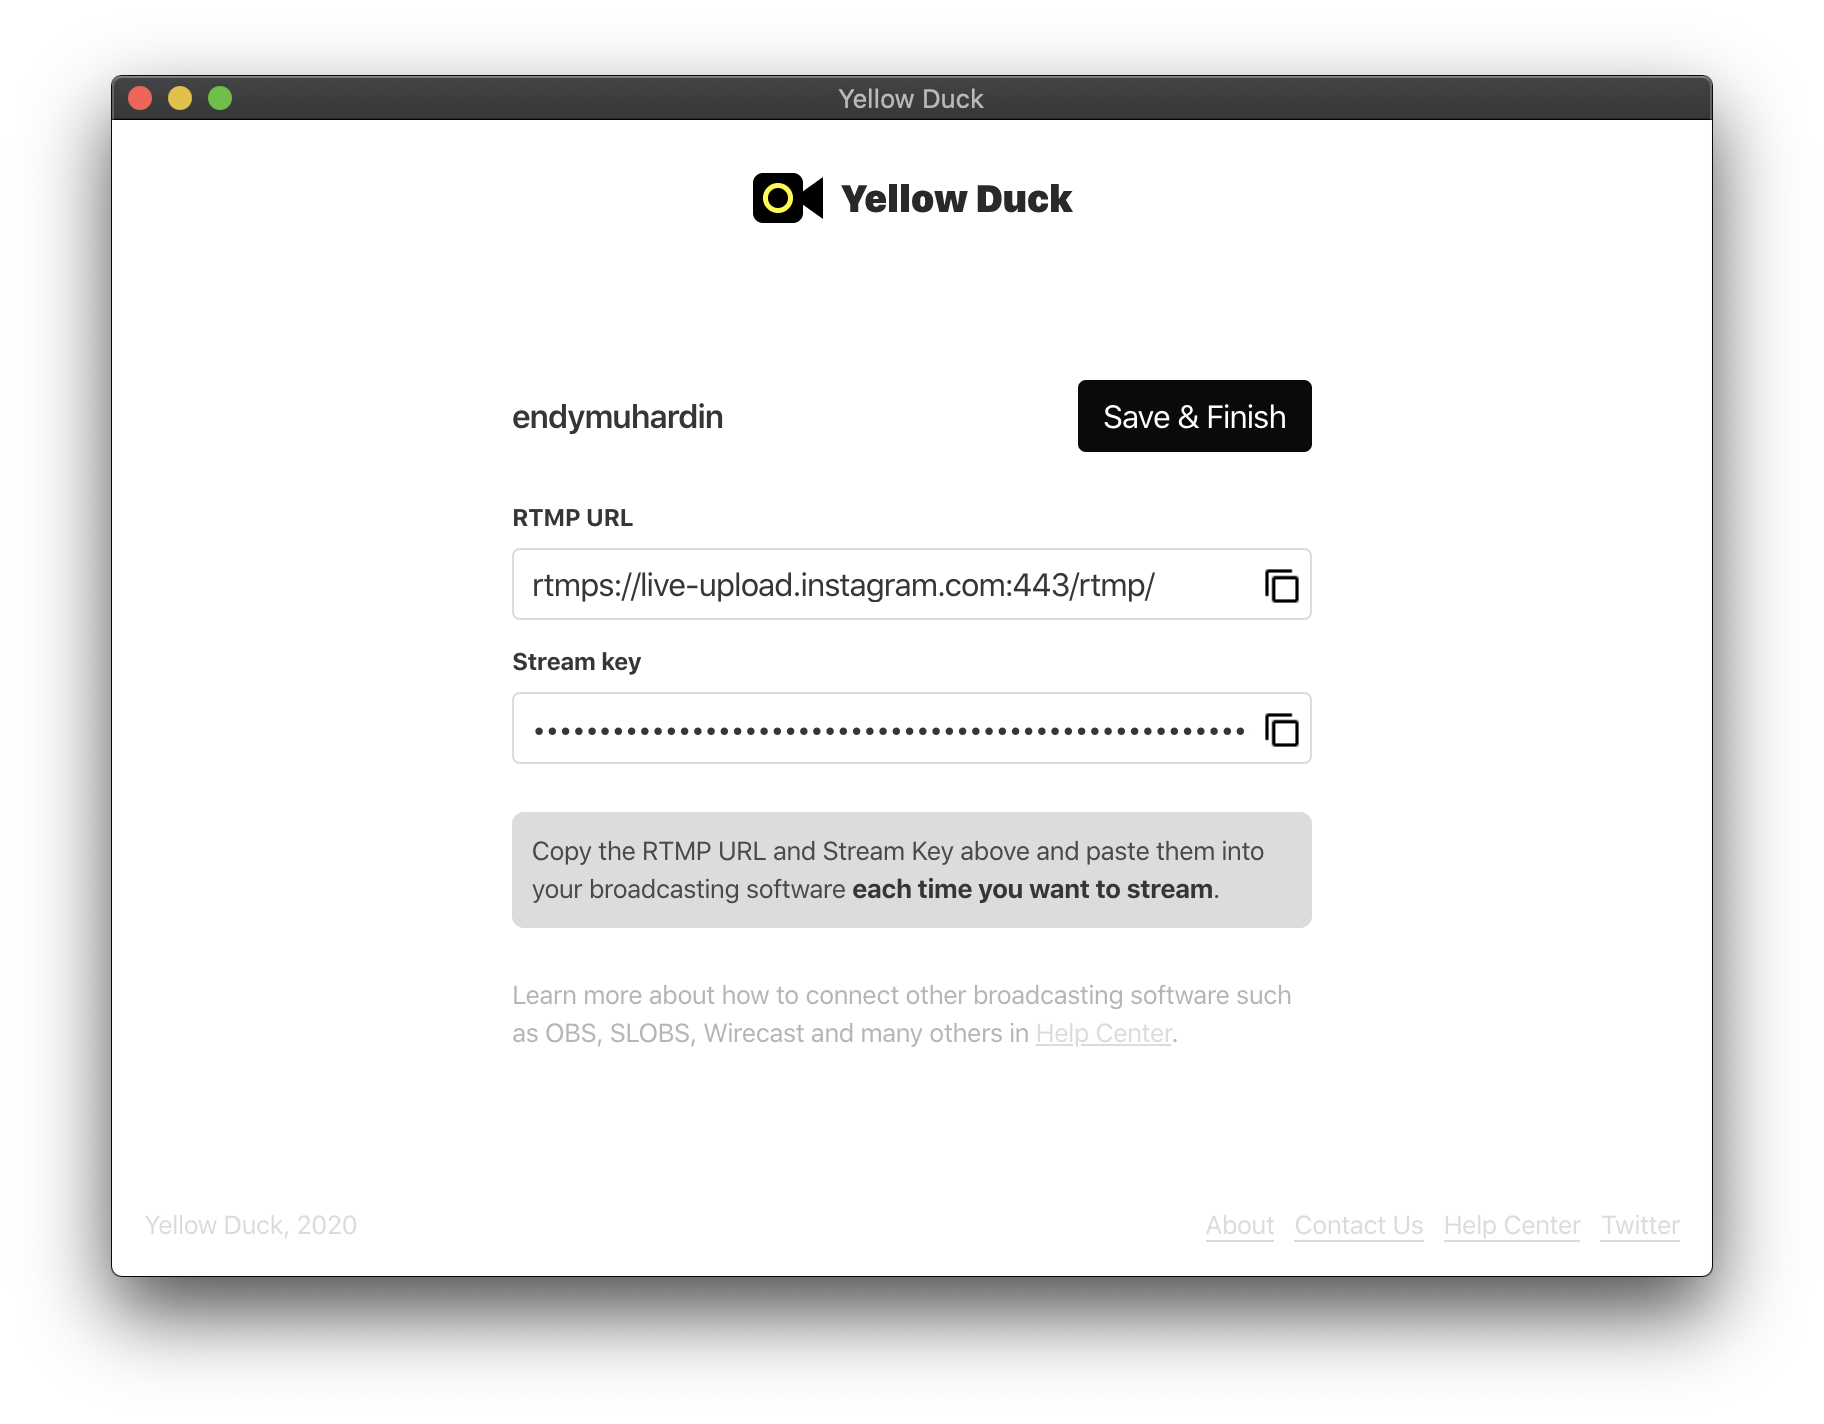 Yellow Duck
Yellow Duck
endymuhardin
Save & Finish
RTMP URL
rtmps://live-upload.instagram.com:443/rtmp/
Stream key
••••••••••••••••••••••••••••••••••••••••••••••••••••••
Copy the RTMP URL and Stream Key above and paste them into
your broadcasting software each time you want to stream.
Learn more about how to connect other broadcasting software such
as OBS, SLOBS, Wirecast and many others in Help Center.
Yellow Duck, 2020
About Contact Us Help Center Twitter